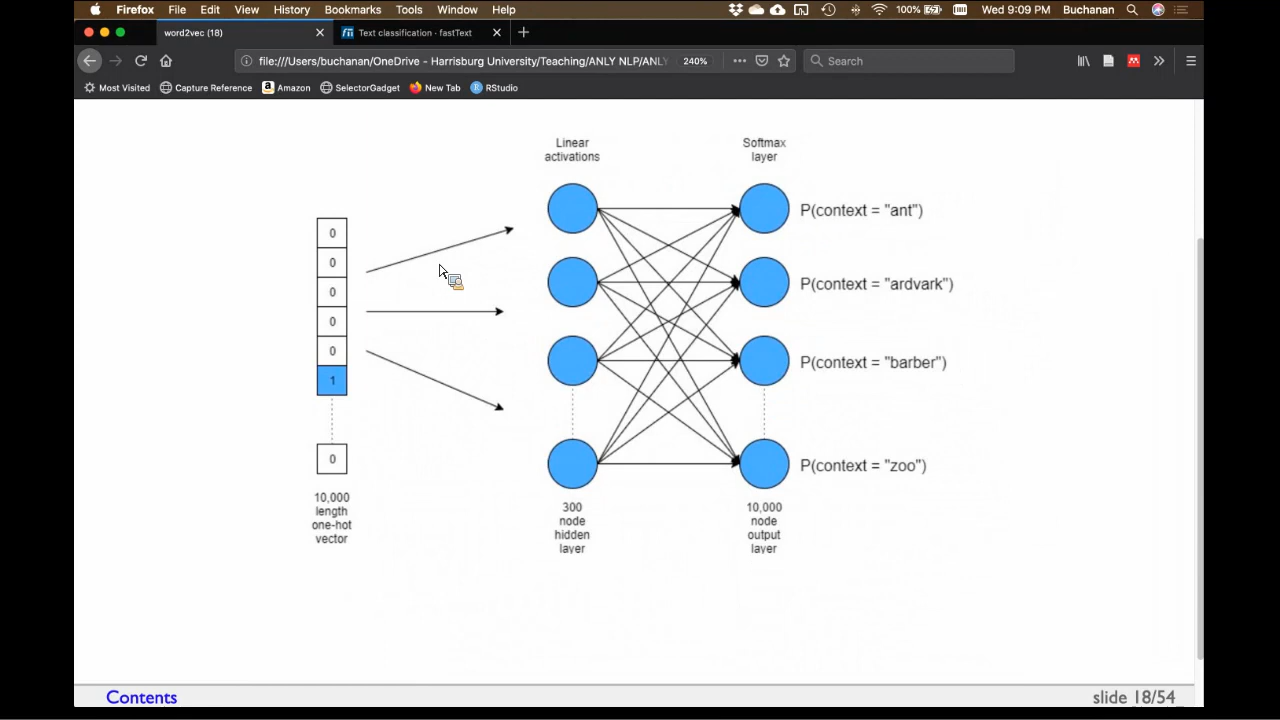 Firefox File Edit View History Bookmarks Tools Window Help 100% Wed 9:09 PM Buchanan
word2vec (18) Text classification · fastText
file:///Users/buchanan/OneDrive - Harrisburg University/Teaching/ANLY NLP/ANLY 240% Search
Most Visited Capture Reference Amazon SelectorGadget New Tab RStudio
Linear
activations
Softmax
layer
0
0
0
0
0
1
0
10,000
length
one-hot
vector
300
node
hidden
layer
10,000
node
output
layer
P(context = "ant")
P(context = "ardvark")
P(context = "barber")
P(context = "zoo")
Contents slide 18/54